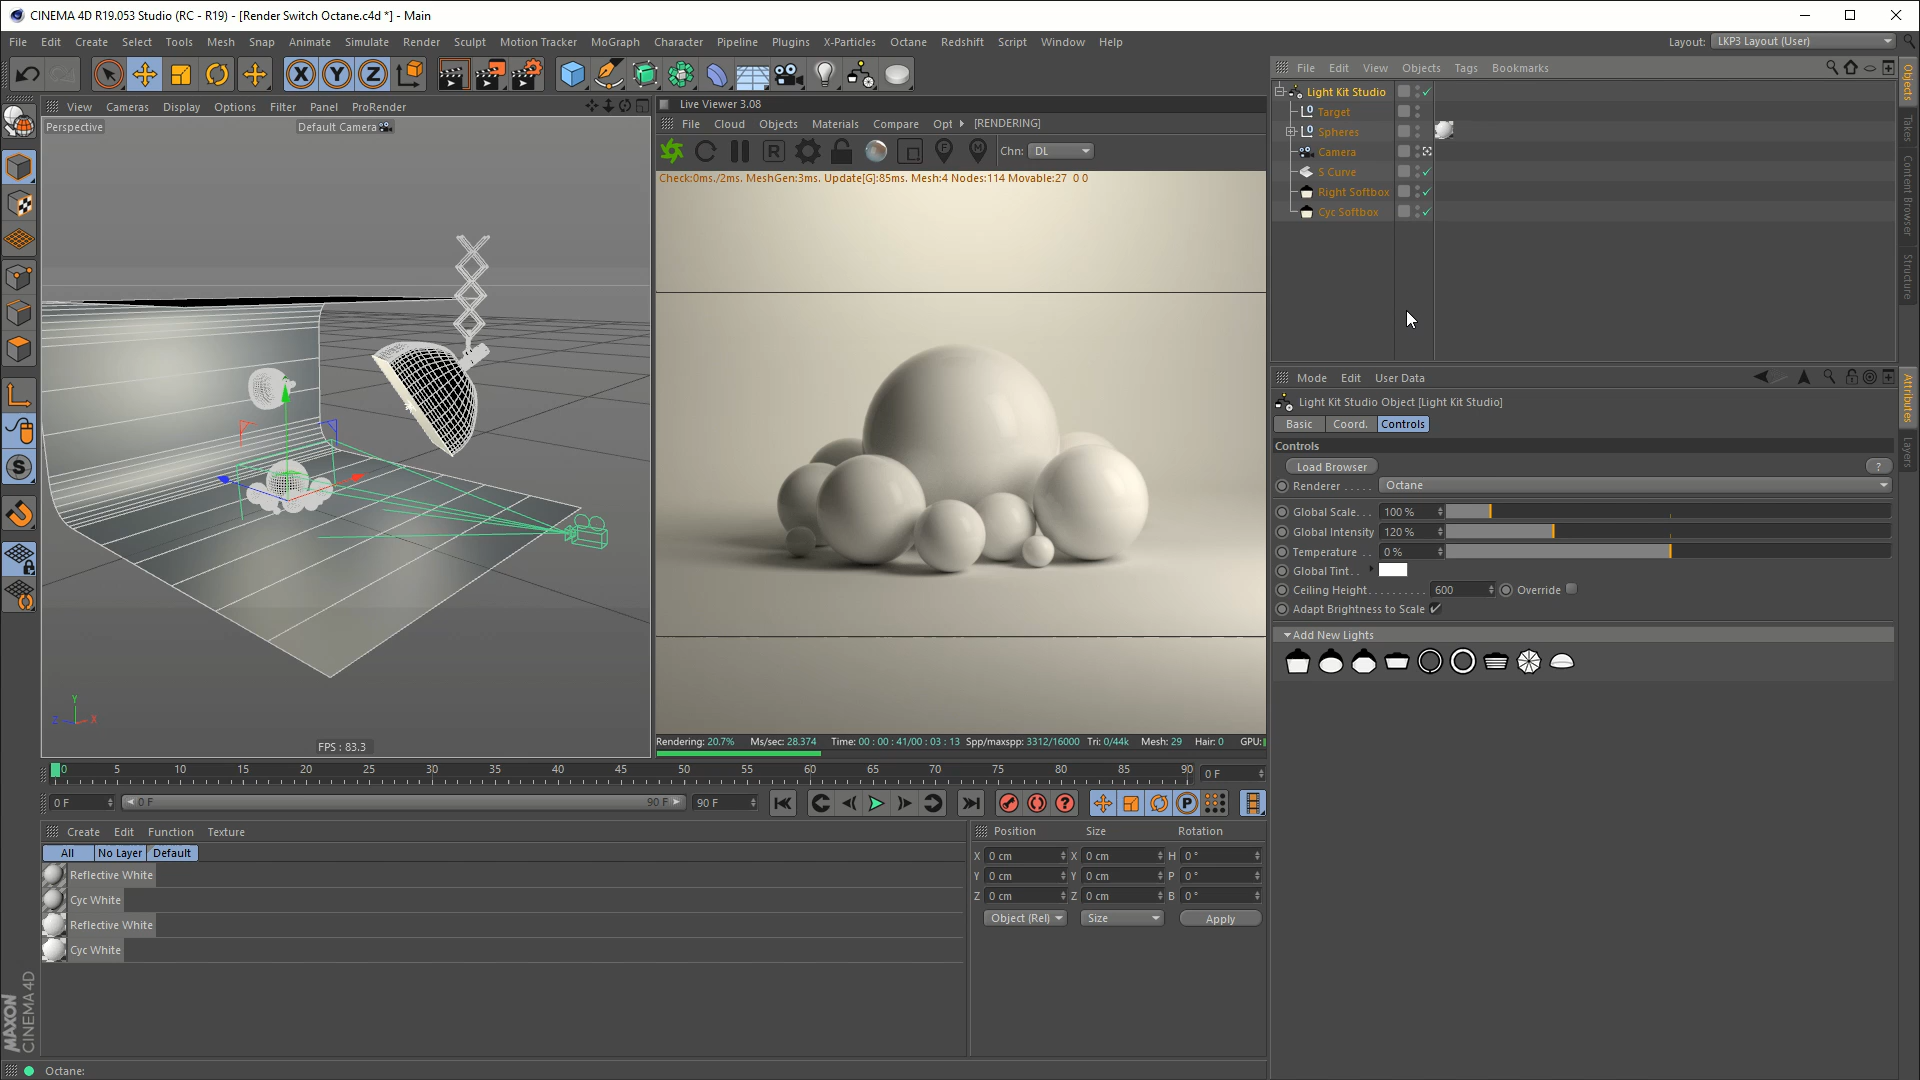 CINEMA 4D R19.053 Studio (RC - R19) - [Render Switch Octane.c4d *] - Main
File Edit Create Select Tools Mesh Snap Animate Simulate Render Sculpt Motion Tracker MoGraph Character Pipeline Plugins X-Particles Octane Redshift Script Window Help
Layout: LKP3 Layout (User)
View Cameras Display Options Filter Panel ProRender
Perspective
Default Camera
FPS : 83.3
Live Viewer 3.08
File Cloud Objects Materials Compare Opt [RENDERING]
Chn: DL
Check:0ms./2ms. MeshGen:3ms. Update[G]:85ms. Mesh:4 Nodes:114 Movable:27 0 0
Rendering: 20.7% Ms/sec: 28.374 Time: 00 : 00 : 41/00 : 03 : 13 Spp/maxspp: 3312/16000 Tri: 0/44k Mesh: 29 Hair: 0 GPU:
File Edit View Objects Tags Bookmarks
Light Kit Studio
Target
Spheres
Camera
S Curve
Right Softbox
Cyc Softbox
Objects
Takes
Content Browser
Structure
Mode Edit User Data
Light Kit Studio Object [Light Kit Studio]
Basic Coord. Controls
Controls
Load Browser ?
Renderer . . . . . Octane
Global Scale. . . 100 %
Global Intensity 120 %
Temperature . . 0 %
Global Tint. .
Ceiling Height. . . . . . . . . . 600 Override
Adapt Brightness to Scale
Add New Lights
Attributes
Layers
0 5 10 15 20 25 30 35 40 45 50 55 60 65 70 75 80 85 90 0 F
0 F 0 F 90 F 90 F
Create Edit Function Texture
All No Layer Default
Reflective White
Cyc White
Reflective White
Cyc White
Position Size Rotation
X 0 cm X 0 cm H 0 °
Y 0 cm Y 0 cm P 0 °
Z 0 cm Z 0 cm B 0 °
Object (Rel) Size Apply
MAXON CINEMA 4D
Octane: